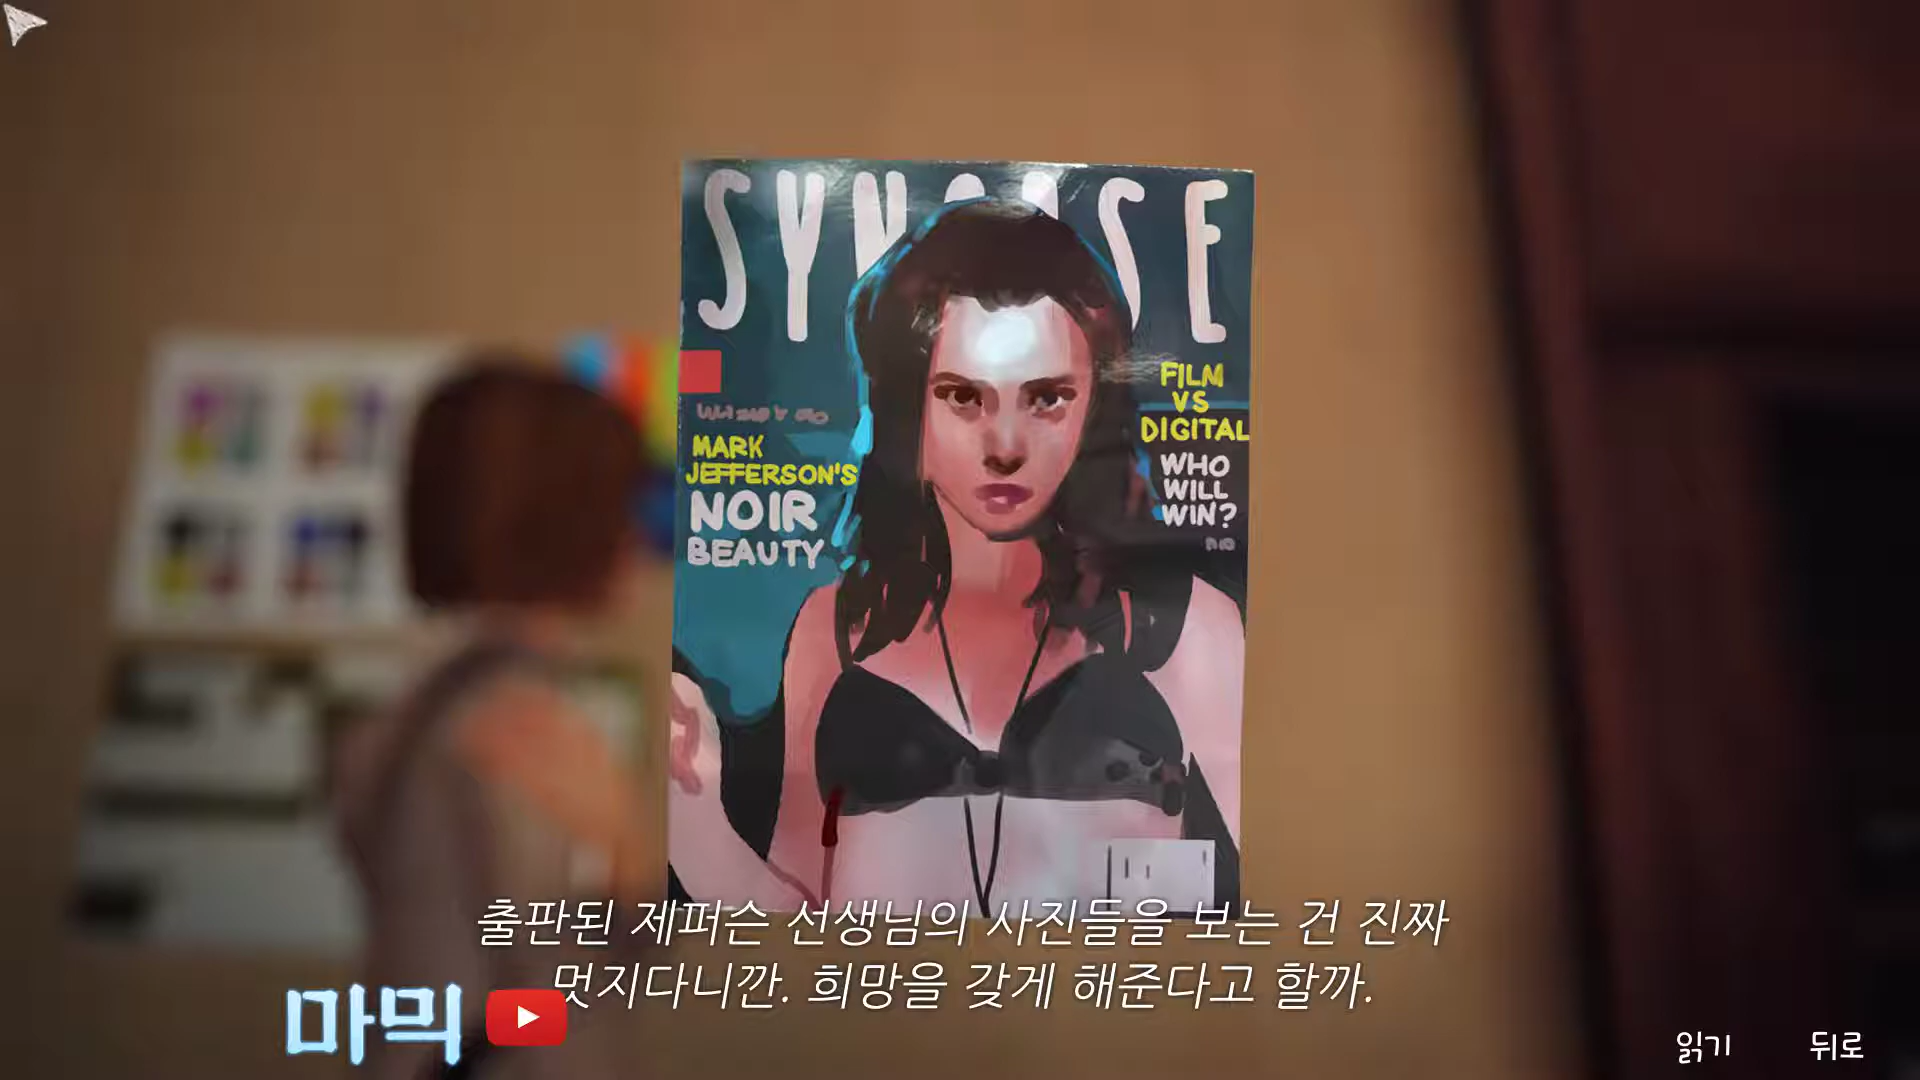 SYNAPSE
MARK
JEFFERSON'S
NOIR
BEAUTY
FILM
VS
DIGITAL
WHO
WILL
WIN?
출판된 제퍼슨 선생님의 사진들을 보는 건 진짜
멋지다니깐. 희망을 갖게 해준다고 할까.
마믹
읽기 뒤로